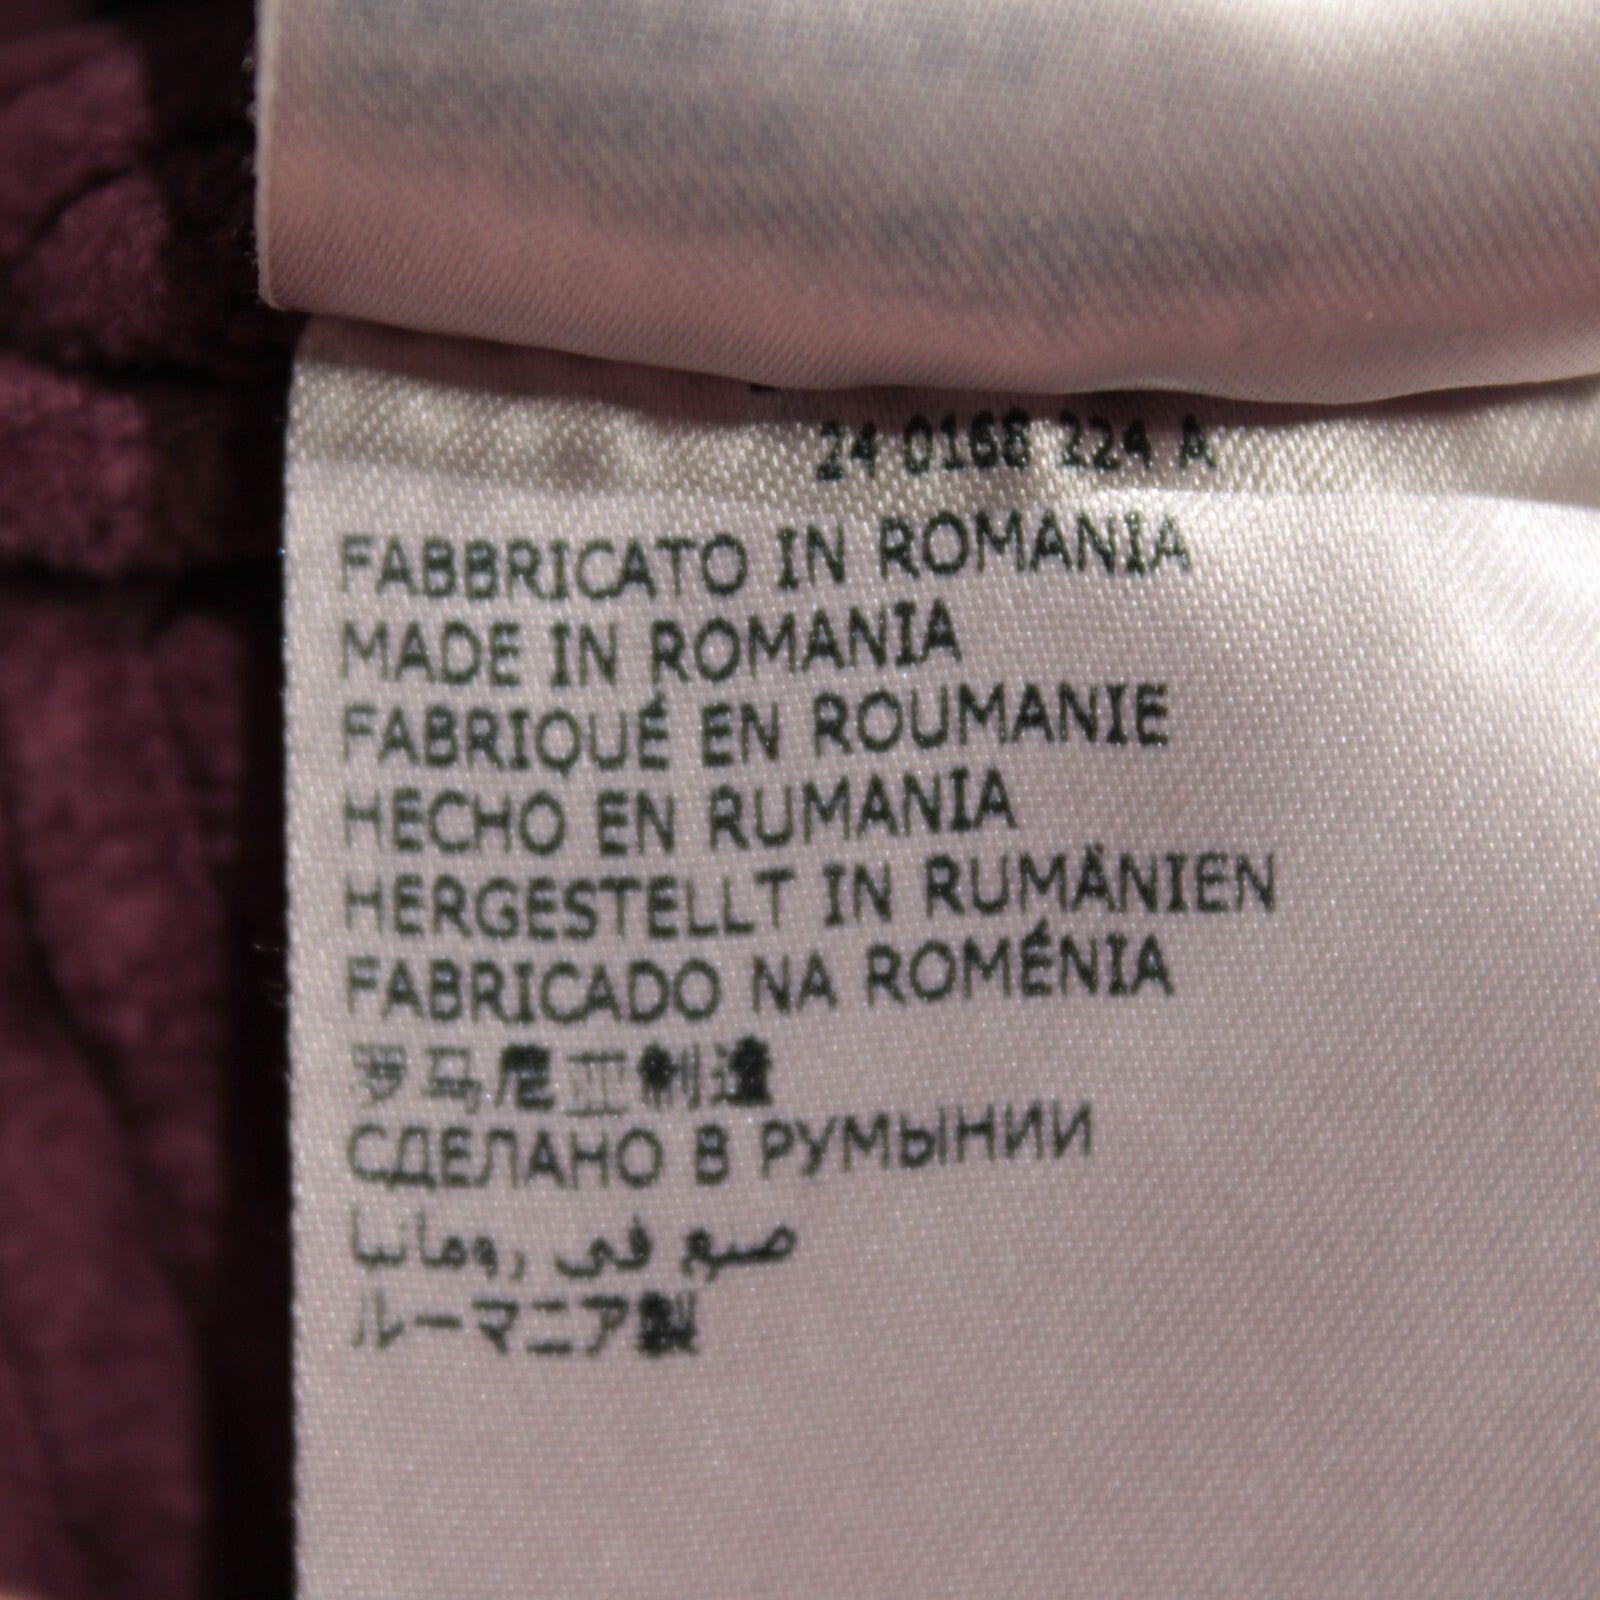 24 0168 224 A
FABBRICATO IN ROMANIA
MADE IN ROMANIA
FABRIQUÉ EN ROUMANIE
HECHO EN RUMANIA
HERGESTELLT IN RUMÄNIEN
FABRICADO NA ROMÉNIA
罗马尼亚制造
СДЕЛАНО В РУМЫНИИ
صنع في رومانيا
ルーマニア製